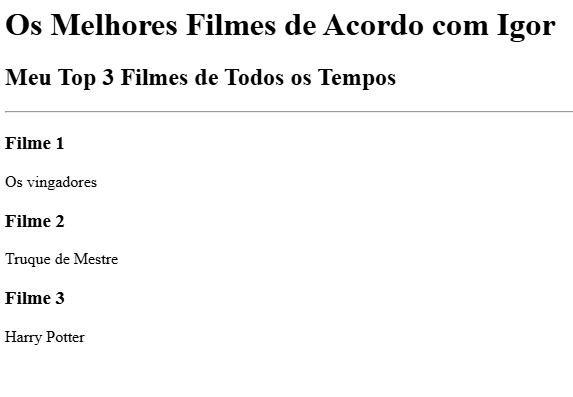 Os Melhores Filmes de Acordo com Igor
Meu Top 3 Filmes de Todos os Tempos
Filme 1
Os vingadores
Filme 2
Truque de Mestre
Filme 3
Harry Potter